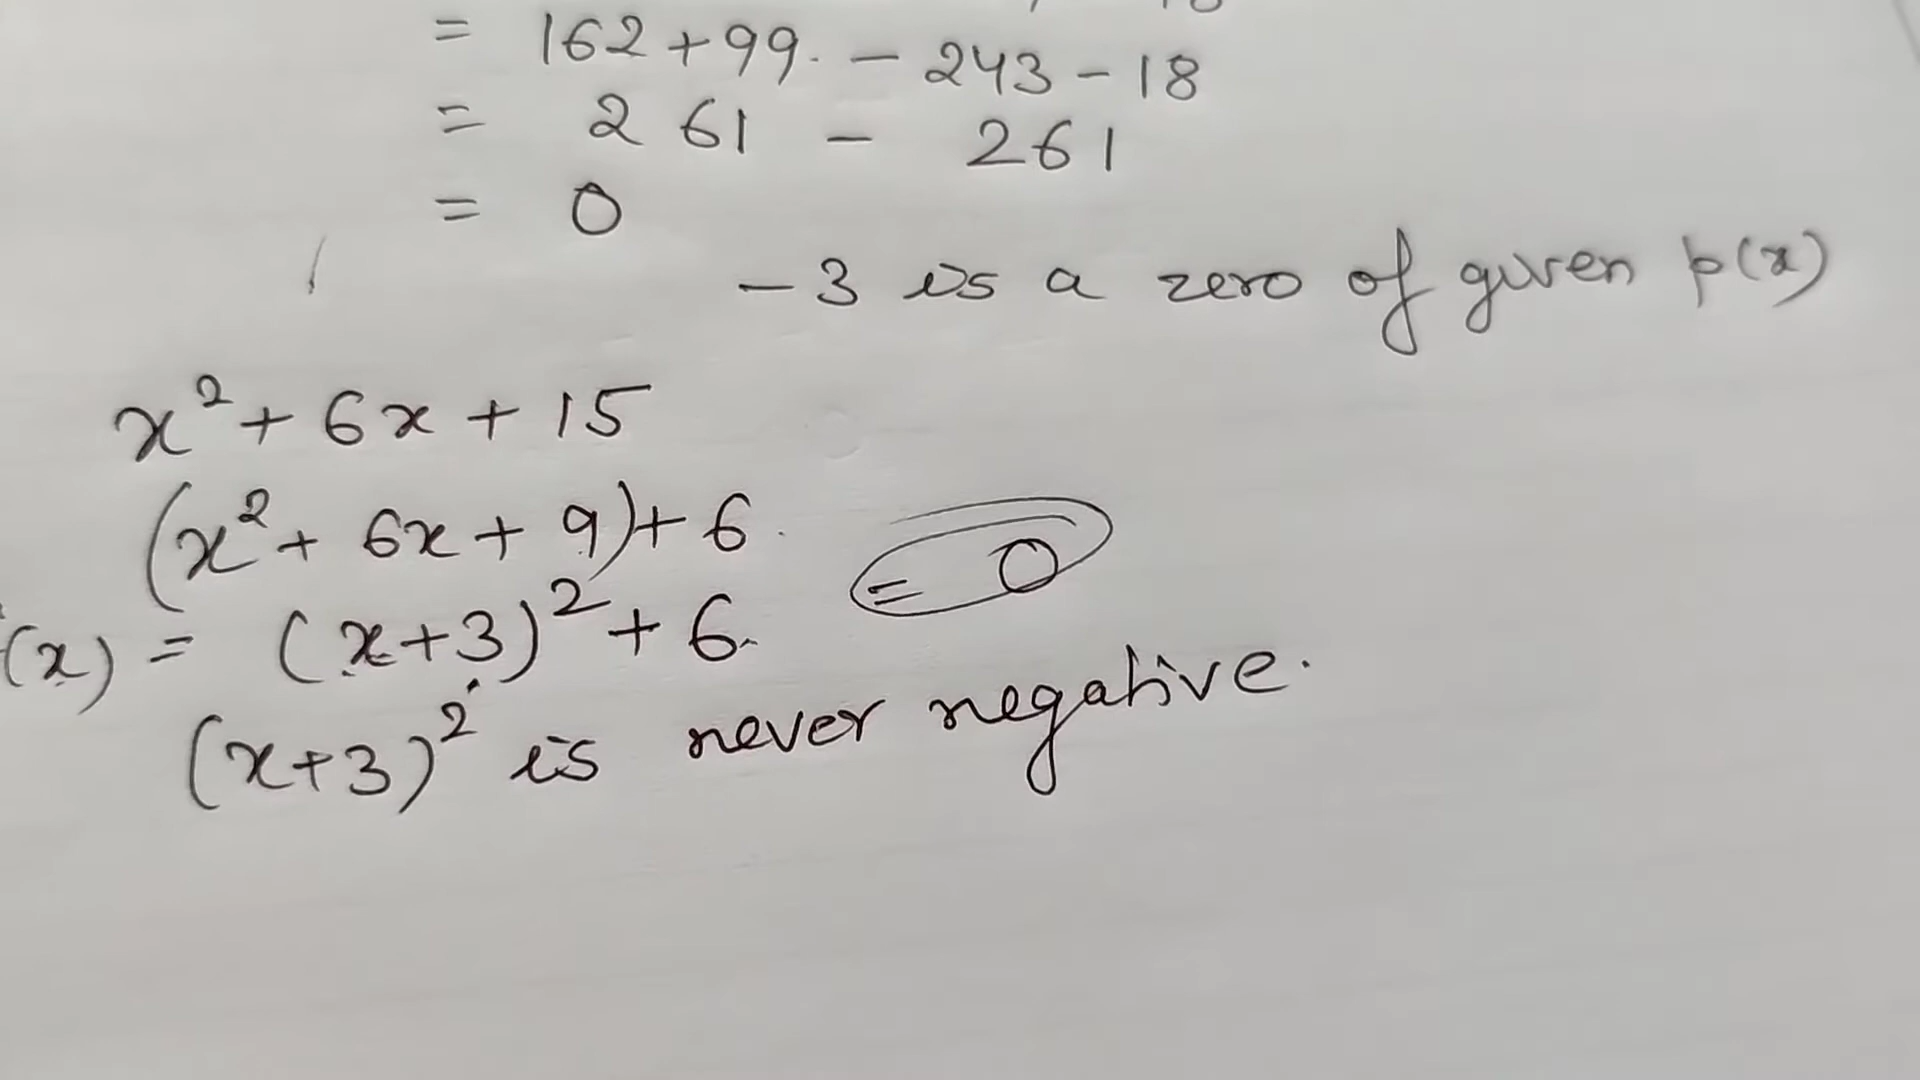 = 162 + 99. - 243 - 18
= 261 - 261
= 0
- 3 is a zero of given p(x)
x² + 6x + 15
(x² + 6x + 9) + 6 = 0
(x) = (x+3)² + 6.
(x+3)² is never negative.